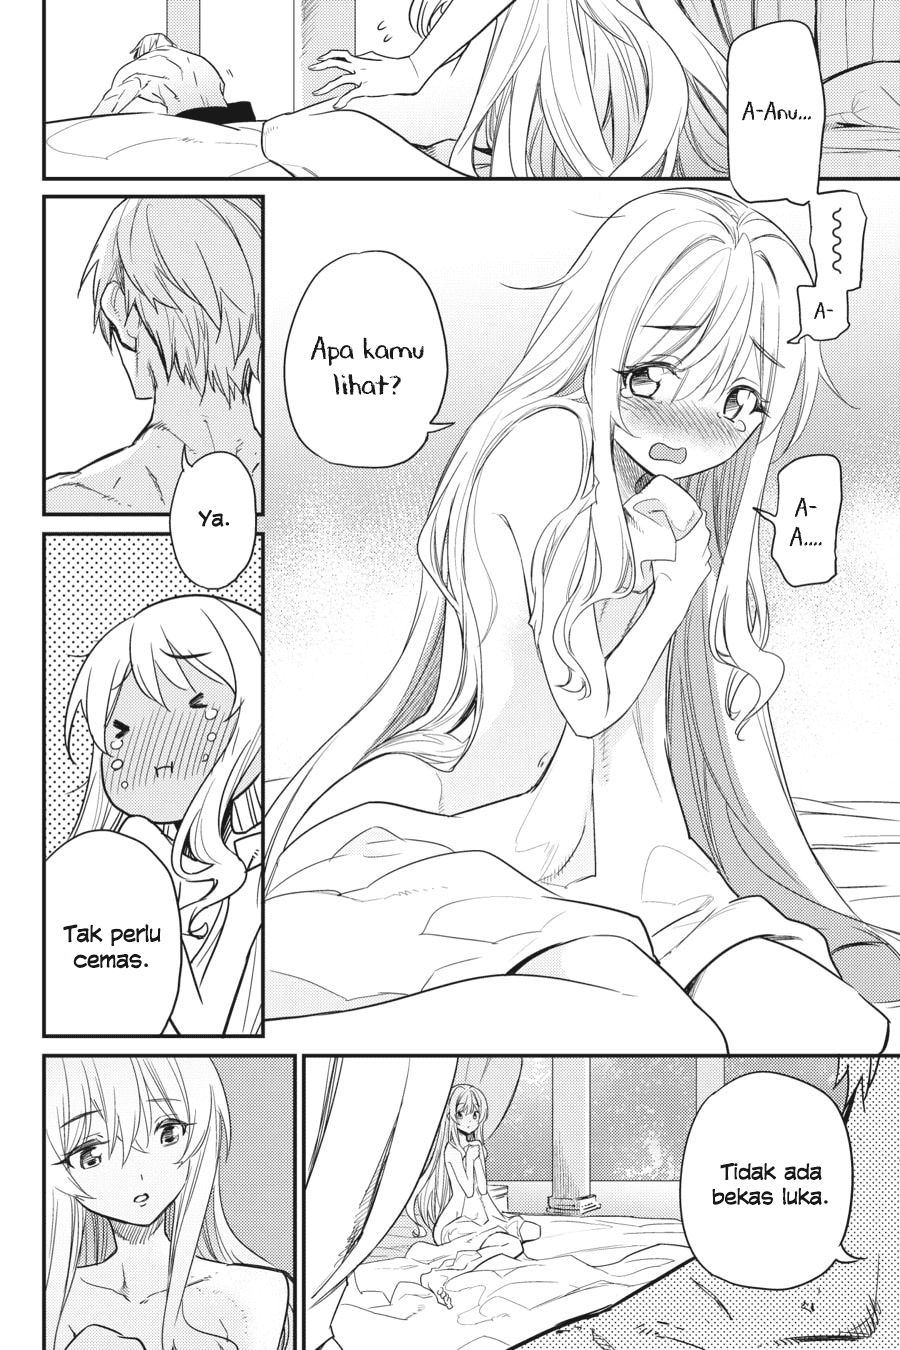 A-Anu...
A-
A-
A....
Apa kamu
lihat?
Ya.
Tak perlu
cemas.
Tidak ada
bekas luka.